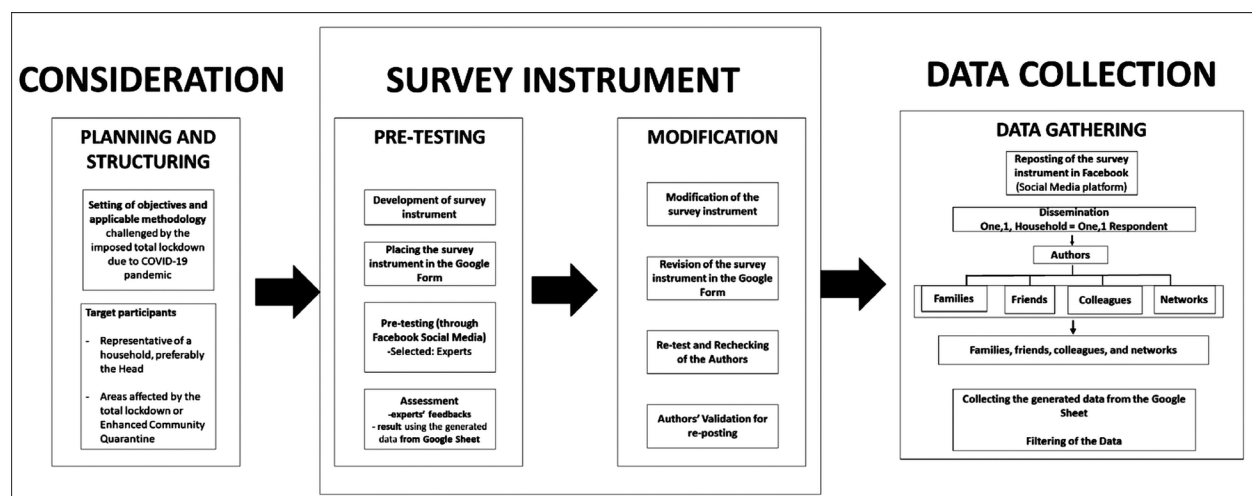 CONSIDERATION
PLANNING AND
STRUCTURING
Setting of objectives and
applicable methodology
challenged by the
imposed total lockdown
due to COVID-19
pandemic
Target participants
- Representative of a
household, preferably
the Head
- Areas affected by the
total lockdown or
Enhanced Community
Quarantine
SURVEY INSTRUMENT
PRE-TESTING
Development of survey
instrument
Placing the survey
instrument in the Google
Form
Pre-testing (through
Facebook Social Media)
-Selected: Experts
Assessment
-experts' feedbacks
- result using the generated
data from Google Sheet
MODIFICATION
Modification of the
survey instrument
Revision of the survey
instrument in the Google
Form
Re-test and Rechecking
of the Authors
Authors' Validation for
re-posting
DATA COLLECTION
DATA GATHERING
Reposting of the survey
instrument in Facebook
(Social Media platform)
Dissemination
One,1, Household = One,1 Respondent
Authors
Families Friends Colleagues Networks
Families, friends, colleagues, and networks
Collecting the generated data from the Google
Sheet
Filtering of the Data